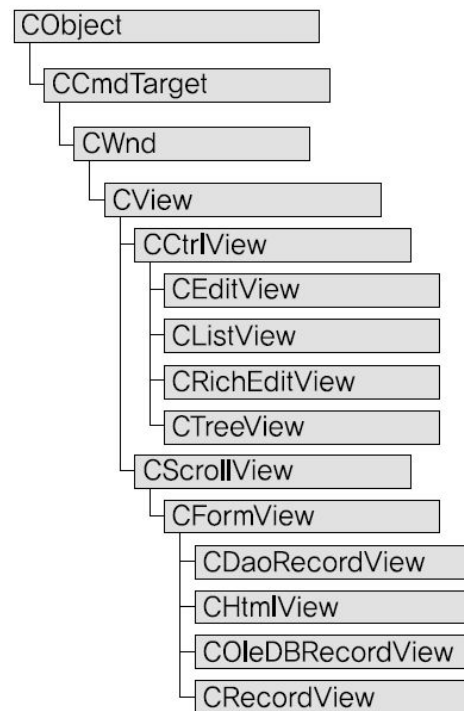 CObject
CCmdTarget
CWnd
CView
CCtrlView
CEditView
CListView
CRichEditView
CTreeView
CScrollView
CFormView
CDaoRecordView
CHtmlView
COleDBRecordView
CRecordView